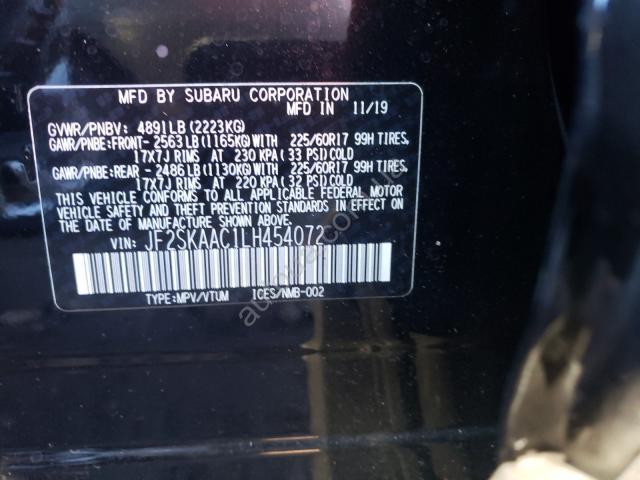 MFD BY SUBARU CORPORATION
MFD IN 11/19
GVWR/PNBV: 4891LB(2223KG)
GAWR/PNBE:FRONT- 2563LB(1165KG)WITH 225/60R17 99H TIRES,
17X7J RIMS AT 230 KPA(33 PSI)COLD
GAWR/PNBE:REAR - 2486LB(1130KG)WITH 225/60R17 99H TIRES,
17X7J RIMS AT 220 KPA(32 PSI)COLD
THIS VEHICLE CONFORMS TO ALL APPLICABLE FEDERAL MOTOR
VEHICLE SAFETY AND THEFT PREVENTION STANDARDS IN EFFECT ON
THE DATE OF MANUFACTURE SHOWN ABOVE.
VIN: JF2SKAAC1LH454072
TYPE:MPV/VTUM ICES/NMB-002